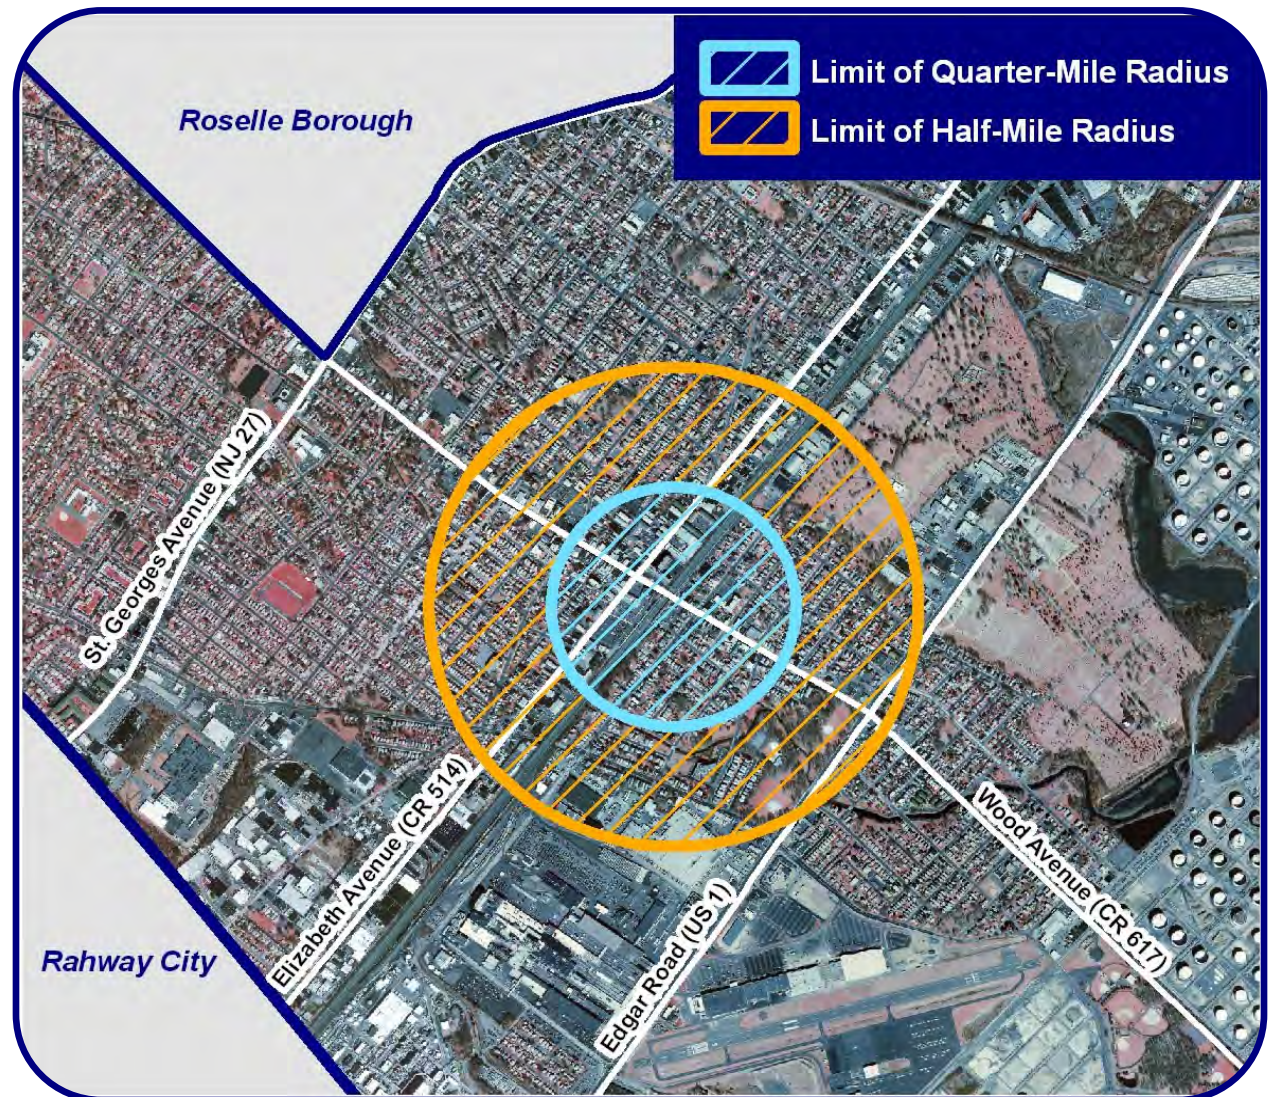 Limit of Quarter-Mile Radius
Limit of Half-Mile Radius
Roselle Borough
St. Georges Avenue (NJ 27)
Elizabeth Avenue (CR 514)
Edgar Road (US 1)
Wood Avenue (CR 617)
Rahway City